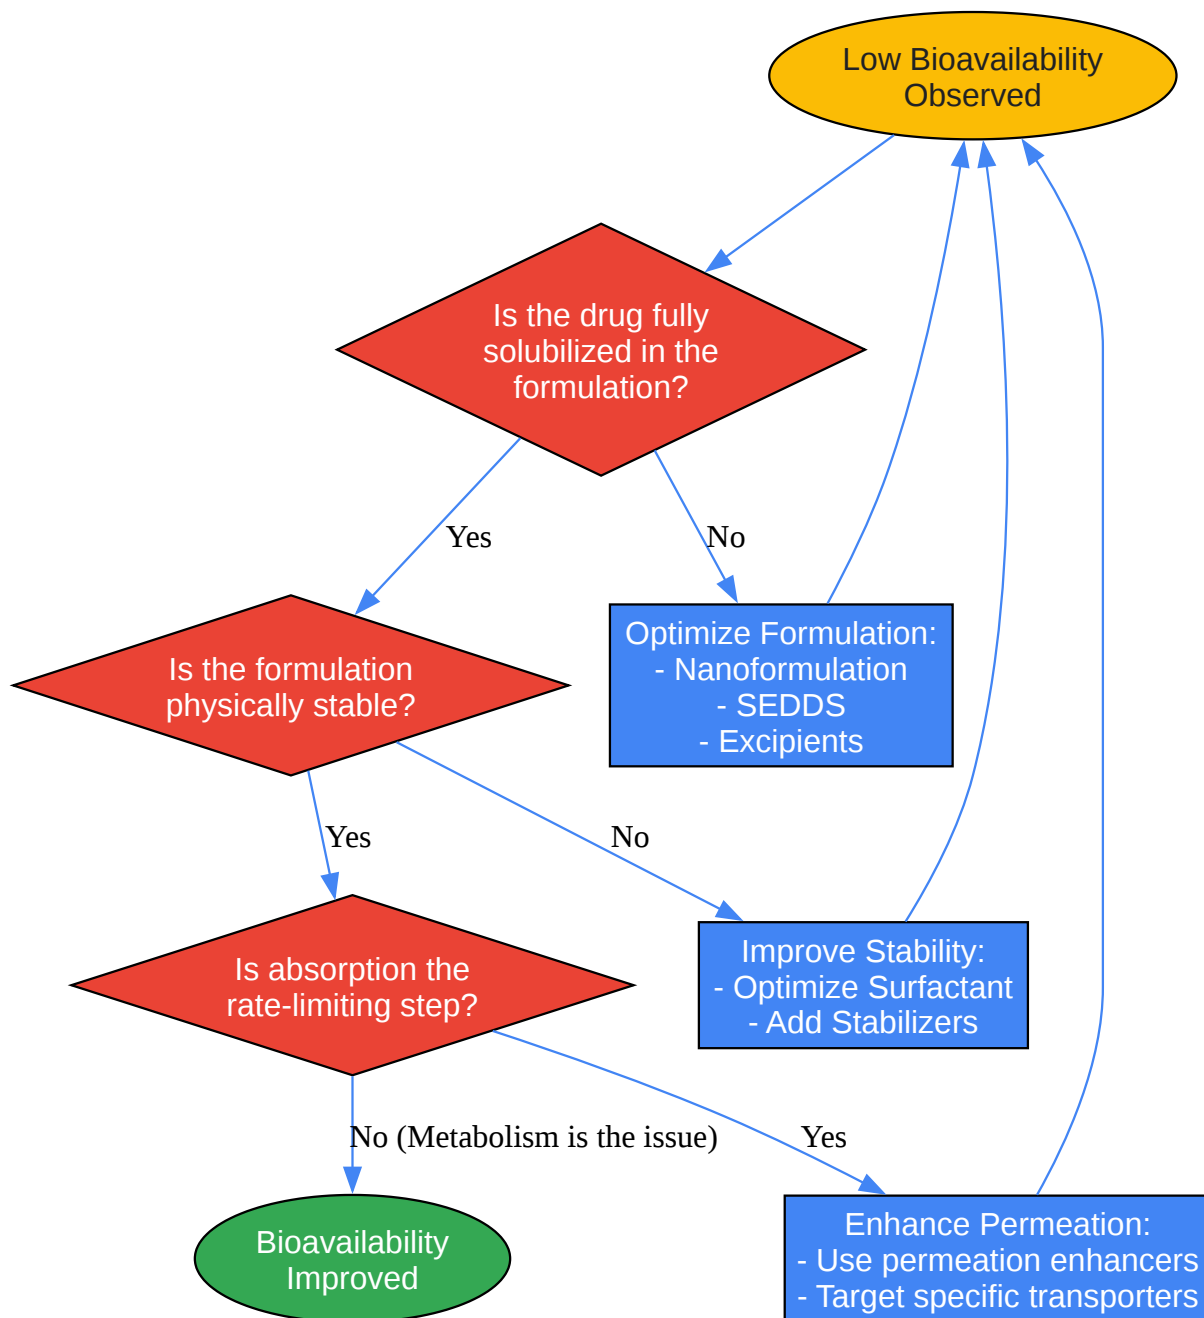 Low Bioavailability
Observed
Is the drug fully
solubilized in the
formulation?
Yes
No
Is the formulation
physically stable?
Optimize Formulation:
- Nanoformulation
- SEDDS
- Excipients
Yes
No
Is absorption the
rate-limiting step?
Improve Stability:
- Optimize Surfactant
- Add Stabilizers
No (Metabolism is the issue)
Yes
Bioavailability
Improved
Enhance Permeation:
- Use permeation enhancers
- Target specific transporters